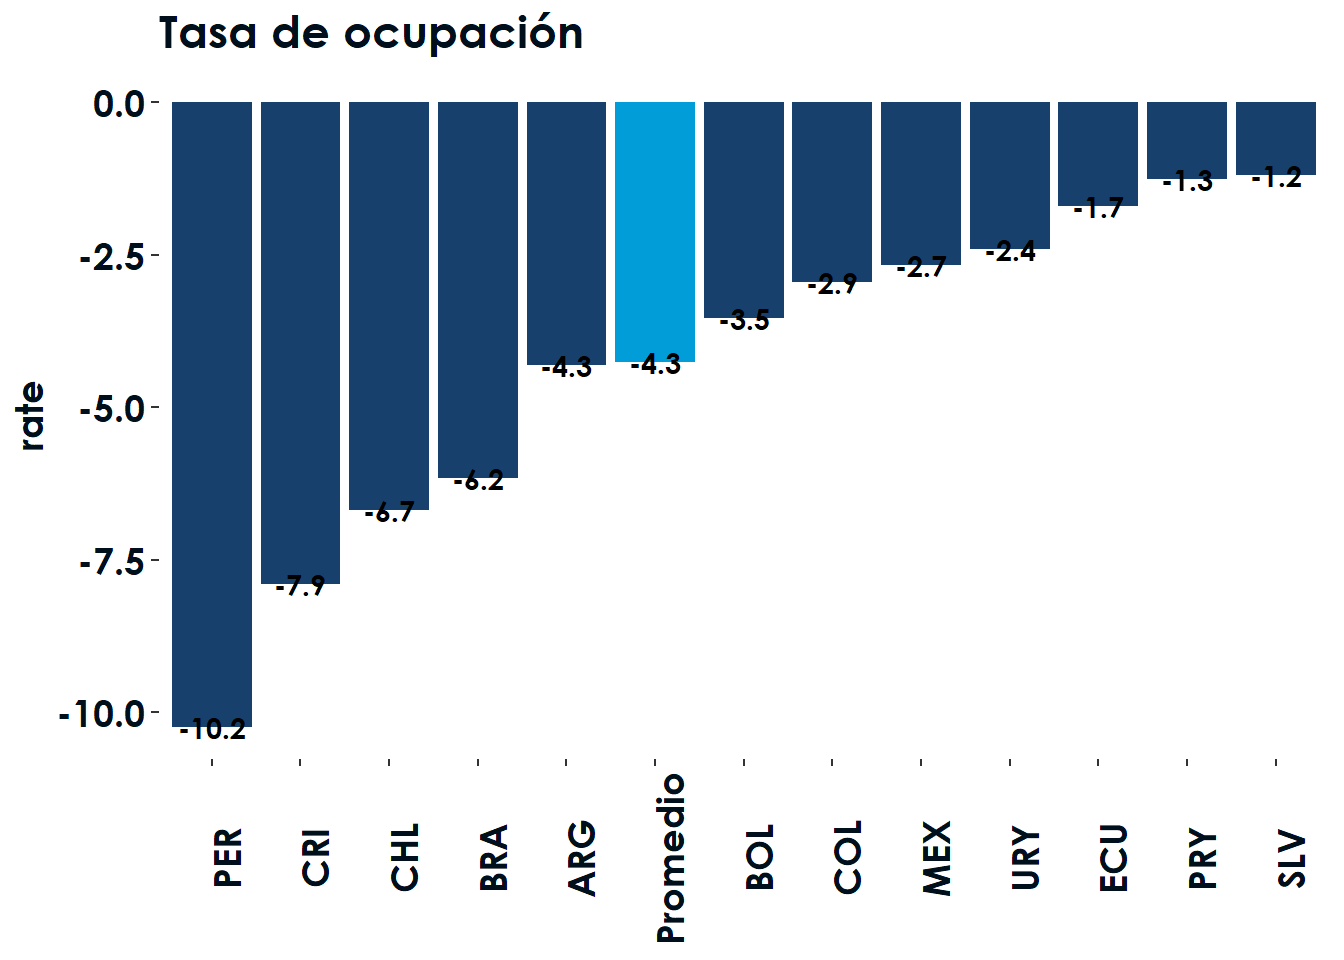 Tasa de ocupación
0.0
-2.5
-5.0
-7.5
-10.0
rate
-10.2
-7.9
-6.7
-6.2
-4.3
-4.3
-3.5
-2.9
-2.7
-2.4
-1.7
-1.3
-1.2
PER
CRI
CHL
BRA
ARG
Promedio
BOL
COL
MEX
URY
ECU
PRY
SLV